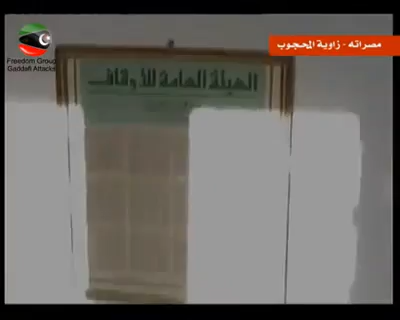 Freedom Group
Gaddafi Attacks
مصراته - زاوية المحجوب
الهيئة العامة للأوقاف